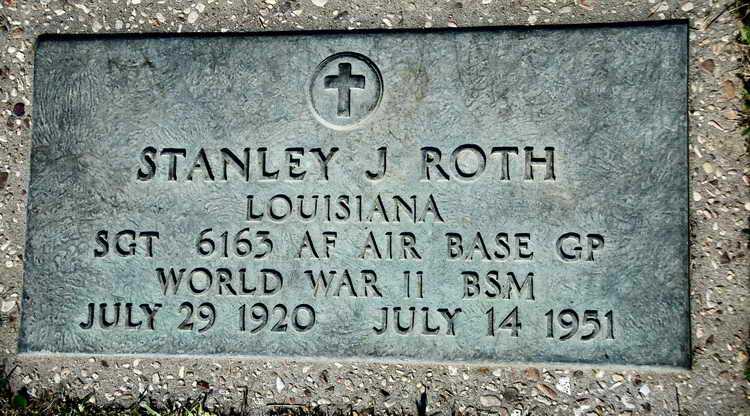 STANLEY J ROTH
LOUISIANA
SGT 6163 AF AIR BASE GP
WORLD WAR II BSM
JULY 29 1920 JULY 14 1951